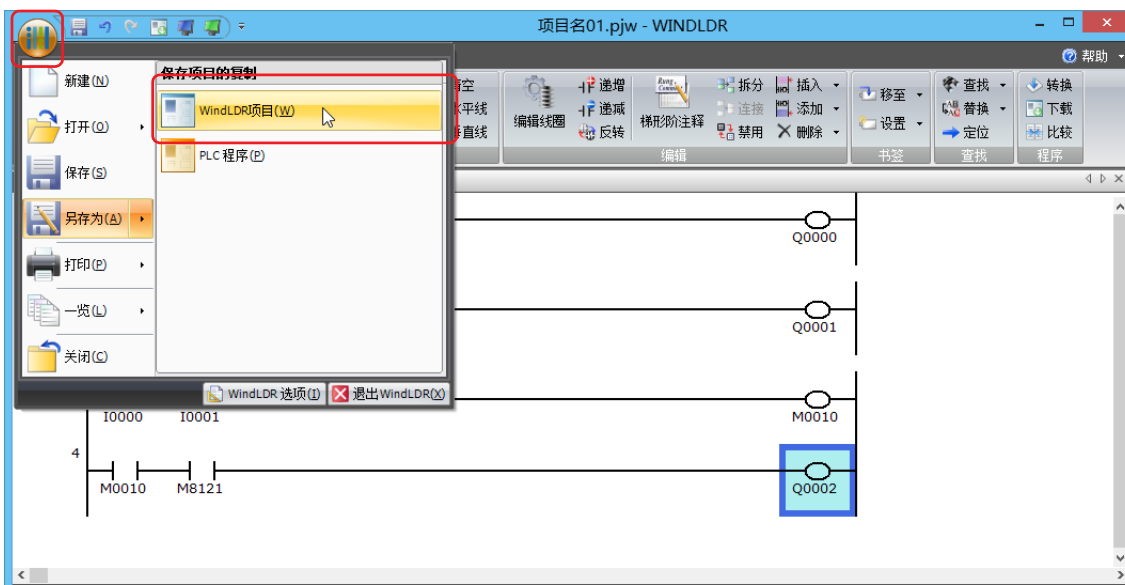 项目名01.pjw - WINDLDR
帮助
新建(N)
打开(O)
保存(S)
另存为(A)
打印(P)
一览(L)
关闭(C)
保存项目的复制
WindLDR项目(W)
PLC 程序(P)
WindLDR 选项(I) 退出WindLDR(X)
平线
直线
编辑线圈
递增
递减
反转
梯形阶注释
拆分 插入
连接 添加
禁用 删除
编辑
移至
设置
书签
查找
替换
定位
查找
转换
下载
比较
程序
Q0000
Q0001
I0000 I0001 M0010
4
M0010 M8121 Q0002